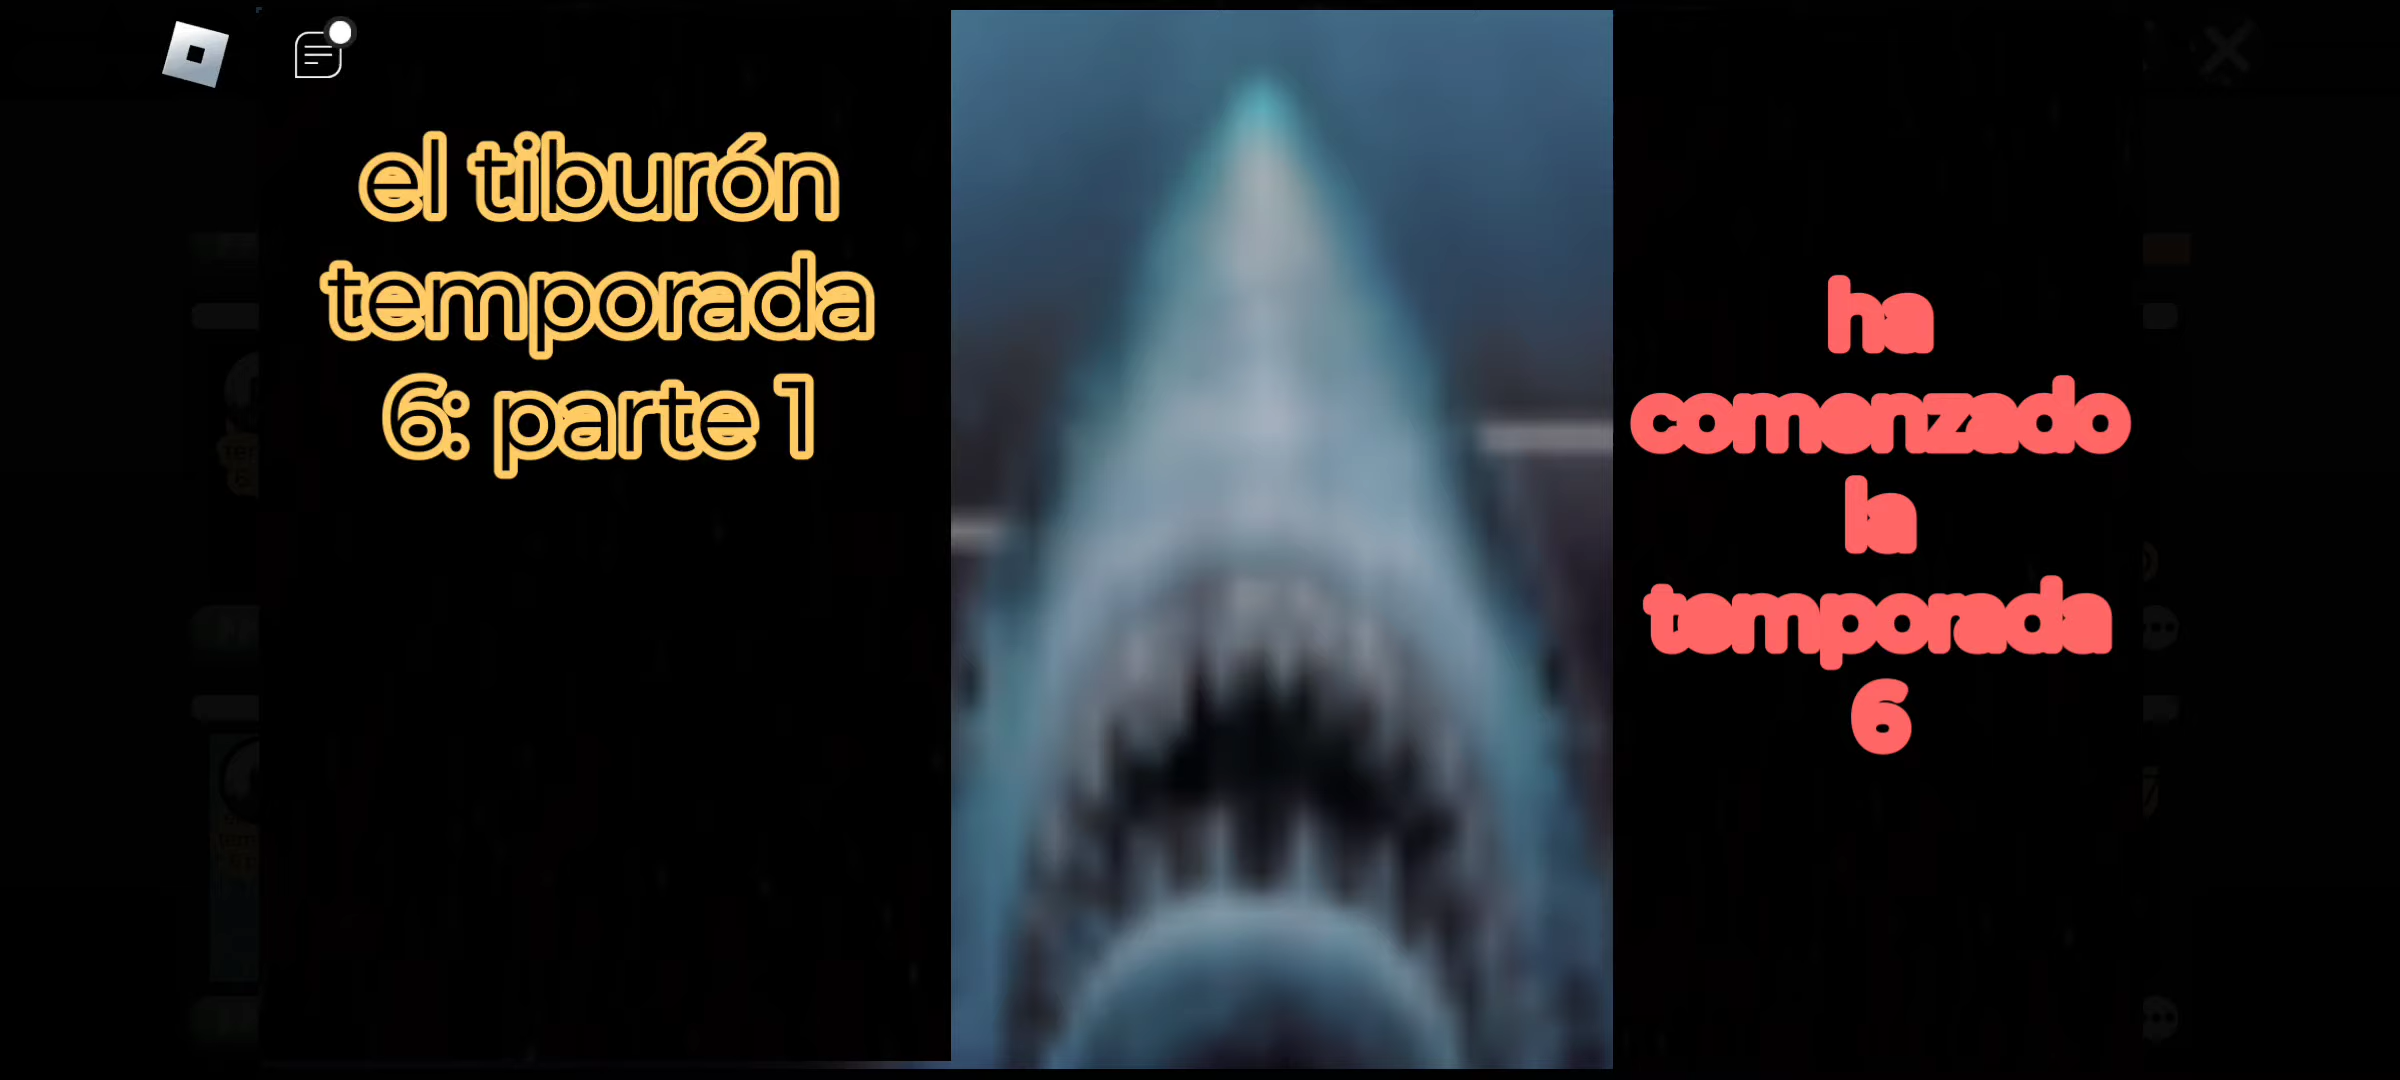 el tiburón
temporada
6: parte 1
ha
comenzado
la
temporada
6